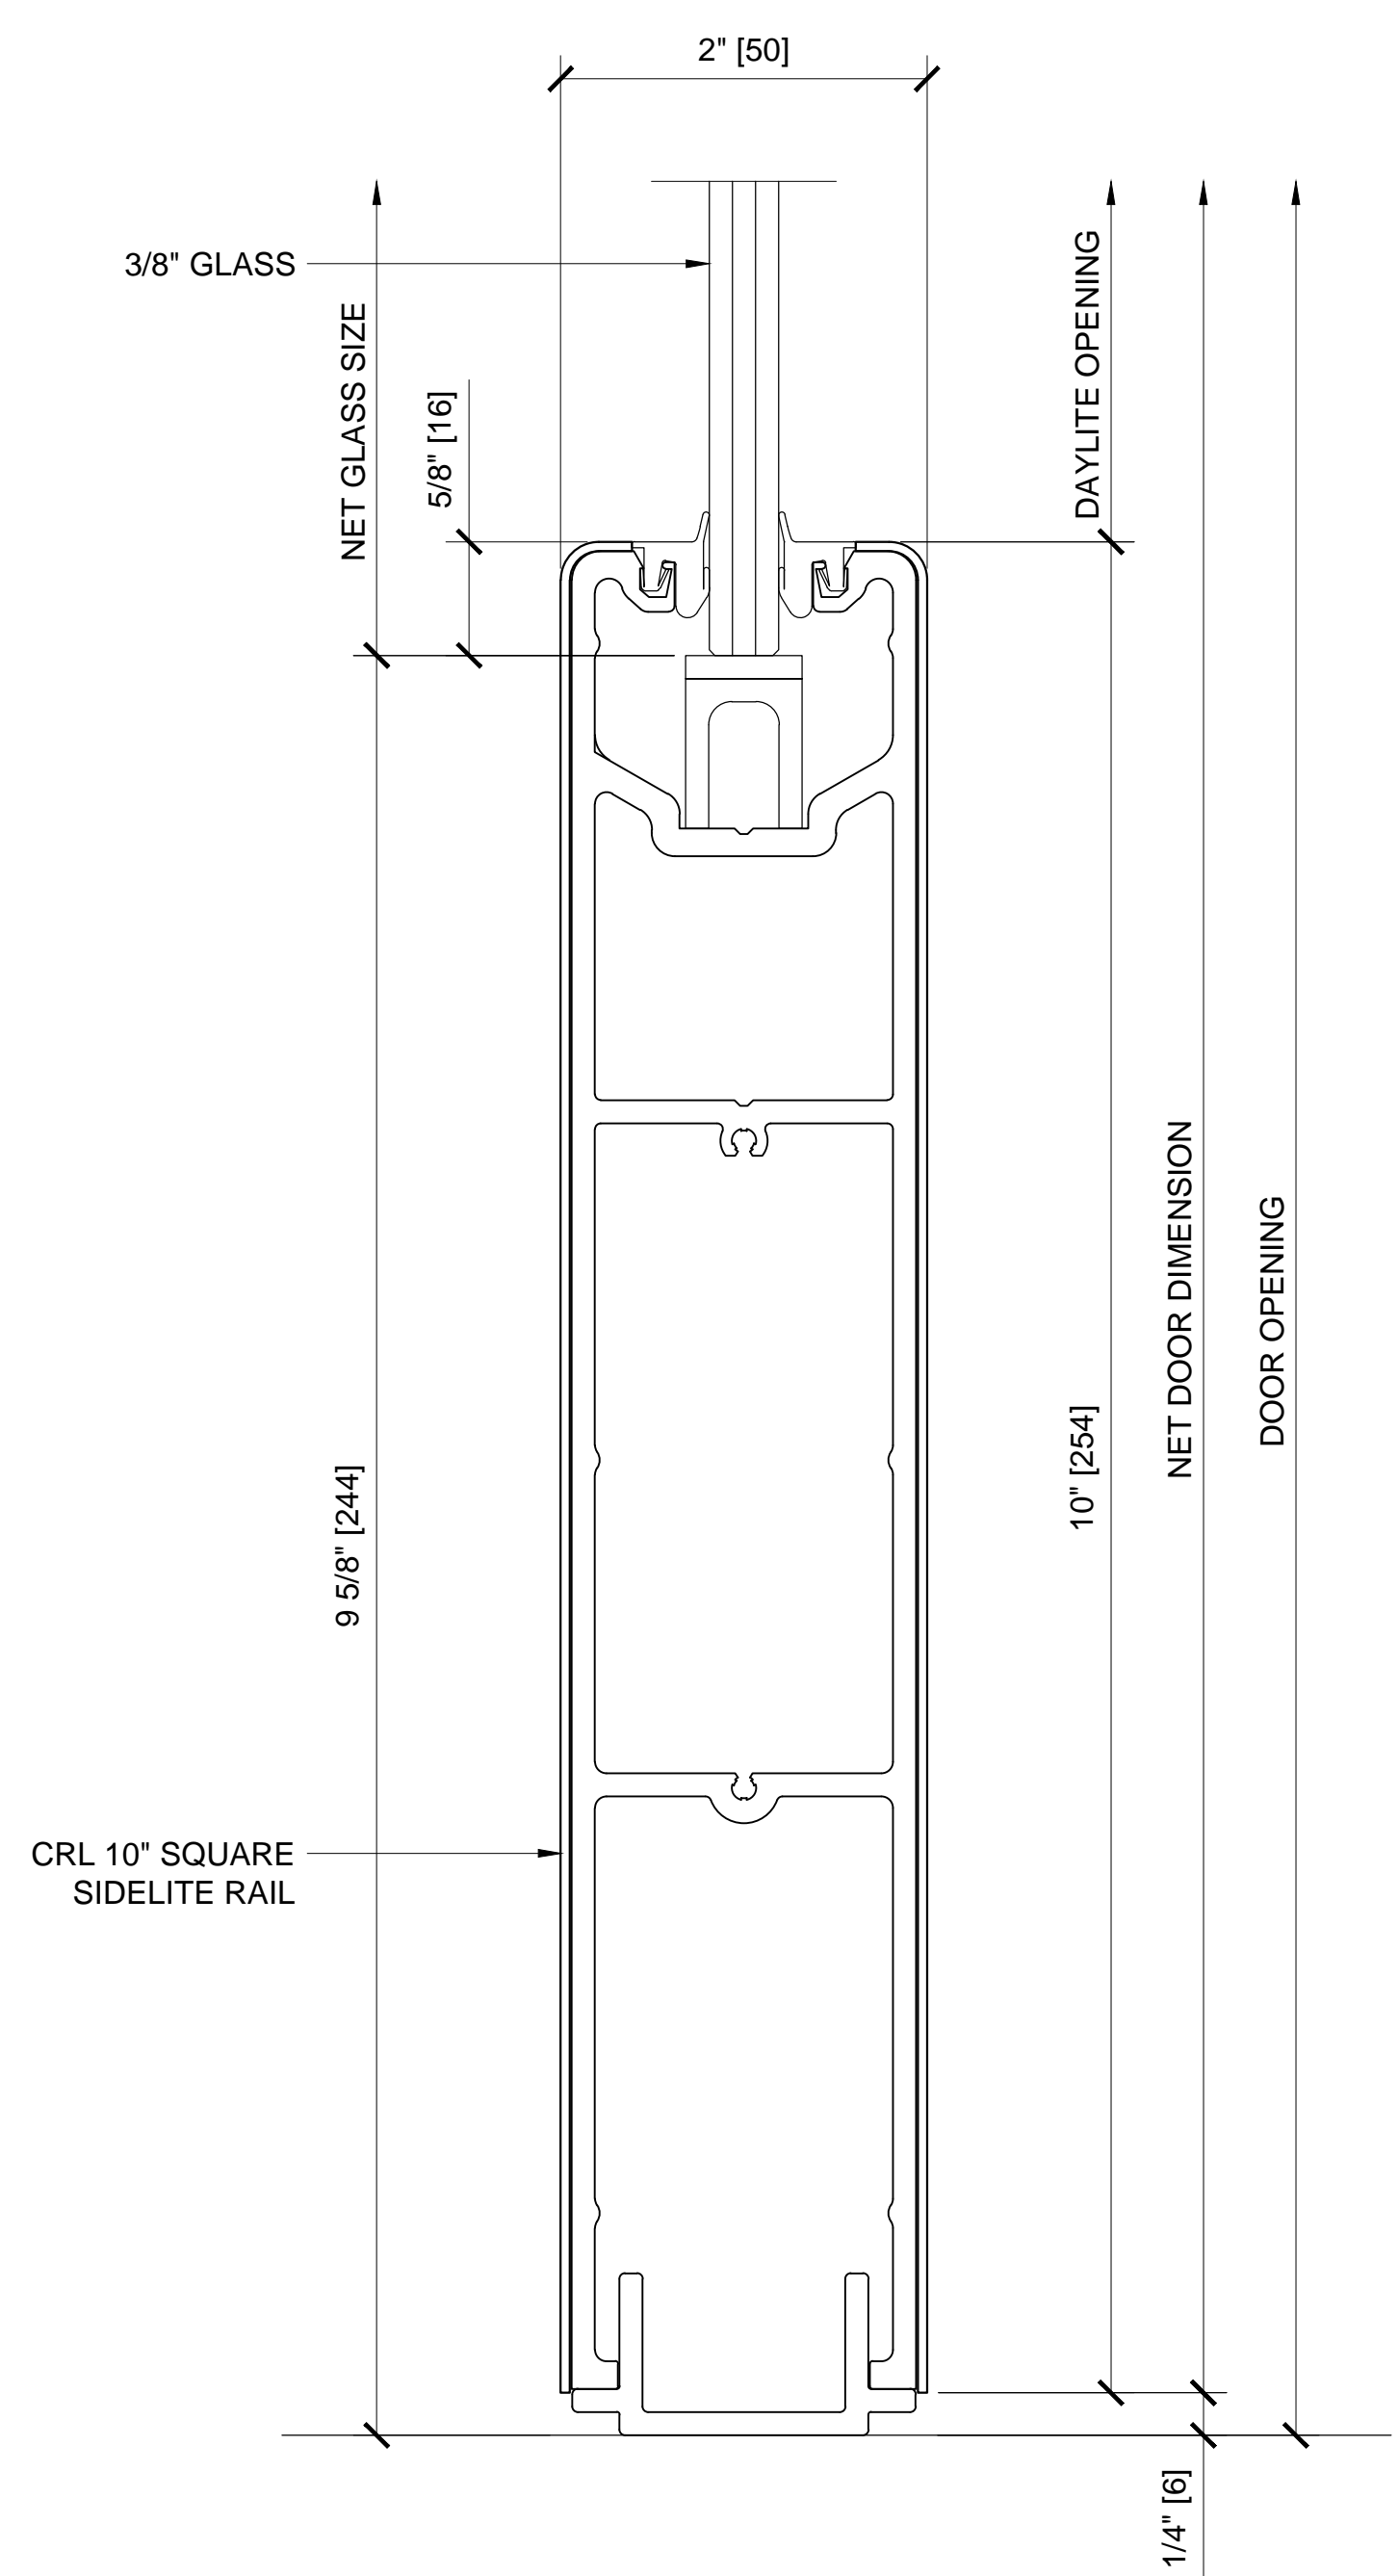 2" [50]
3/8" GLASS
NET GLASS SIZE
5/8" [16]
DAYLITE OPENING
NET DOOR DIMENSION
DOOR OPENING
10" [254]
9 5/8" [244]
CRL 10" SQUARE
SIDELITE RAIL
1/4" [6]